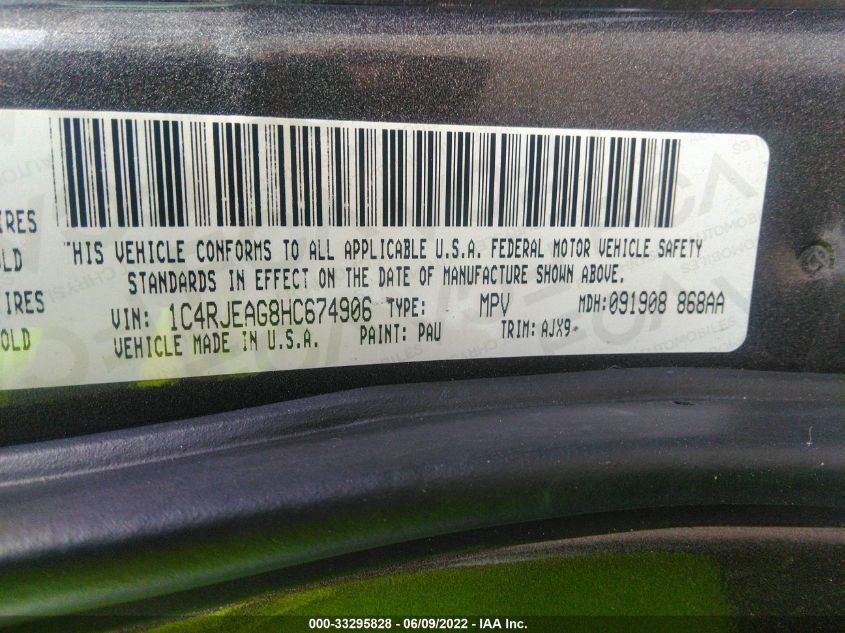 IRES
OLD
IRES
OLD
THIS VEHICLE CONFORMS TO ALL APPLICABLE U.S.A. FEDERAL MOTOR VEHICLE SAFETY
STANDARDS IN EFFECT ON THE DATE OF MANUFACTURE SHOWN ABOVE.
VIN: 1C4RJEAG8HC674906 TYPE: MPV MDH:091908 868AA
VEHICLE MADE IN U.S.A. PAINT: PAU TRIM: AJX9
000-33295828 - 06/09/2022 - IAA Inc.